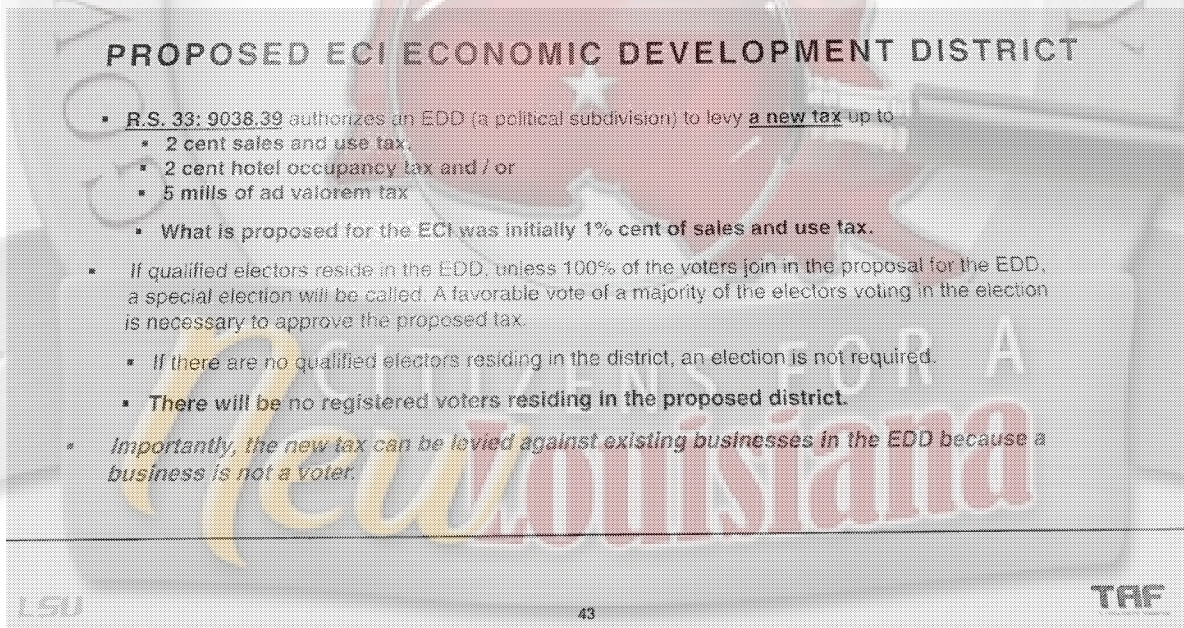 PROPOSED ECI ECONOMIC DEVELOPMENT DISTRICT
▪ R.S. 33: 9038.39 authorizes an EDD (a political subdivision) to levy a new tax up to
▪ 2 cent sales and use tax.
▪ 2 cent hotel occupancy tax and / or
▪ 5 mills of ad valorem tax
▪ What is proposed for the ECI was initially 1% cent of sales and use tax.
▪ If qualified electors reside in the EDD, unless 100% of the voters join in the proposal for the EDD,
a special election will be called. A favorable vote of a majority of the electors voting in the election
is necessary to approve the proposed tax.
▪ If there are no qualified electors residing in the district, an election is not required.
▪ There will be no registered voters residing in the proposed district.
▪ Importantly, the new tax can be levied against existing businesses in the EDD because a
business is not a voter.
CITIZENS FOR A
New
Louisiana
LSU
43
TAF